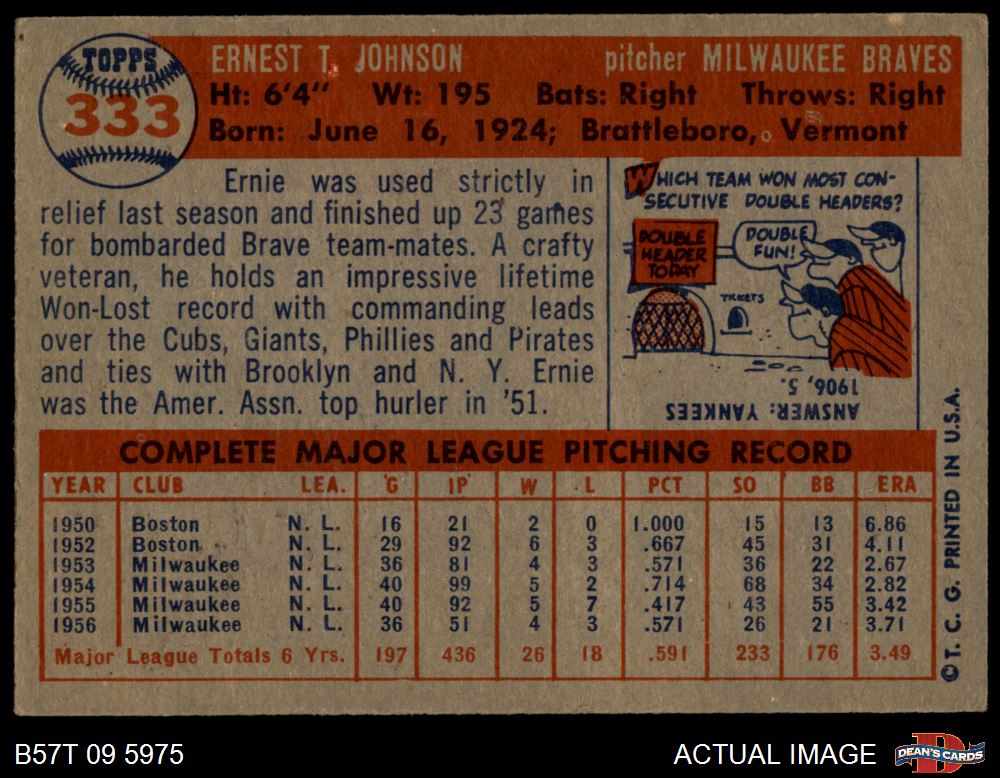 TOPPS
333
ERNEST T. JOHNSON pitcher MILWAUKEE BRAVES
Ht: 6'4" Wt: 195 Bats: Right Throws: Right
Born: June 16, 1924; Brattleboro, Vermont
Ernie was used strictly in
relief last season and finished up 23 games
for bombarded Brave team-mates. A crafty
veteran, he holds an impressive lifetime
Won-Lost record with commanding leads
over the Cubs, Giants, Phillies and Pirates
and ties with Brooklyn and N. Y. Ernie
was the Amer. Assn. top hurler in '51.
WHICH TEAM WON MOST CON-
SECUTIVE DOUBLE HEADERS?
DOUBLE
HEADER
TODAY
DOUBLE
FUN!
TICKETS
ANSWER: YANKEES
1906, 5.
COMPLETE MAJOR LEAGUE PITCHING RECORD
YEAR CLUB LEA. G IP W L PCT SO BB ERA
1950 Boston N. L. 16 21 2 0 1.000 15 13 6.86
1952 Boston N. L. 29 92 6 3 .667 45 31 4.11
1953 Milwaukee N. L. 36 81 4 3 .571 36 22 2.67
1954 Milwaukee N. L. 40 99 5 2 .714 68 34 2.82
1955 Milwaukee N. L. 40 92 5 7 .417 43 55 3.42
1956 Milwaukee N. L. 36 51 4 3 .571 26 21 3.71
Major League Totals 6 Yrs. 197 436 26 18 .591 233 176 3.49
©T. C. G. PRINTED IN U.S.A.
B57T 09 5975
ACTUAL IMAGE
DEAN'S CARDS